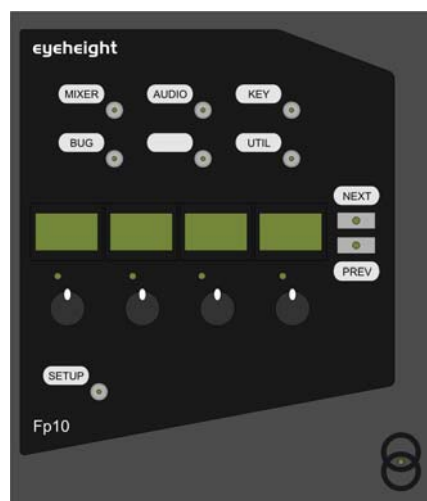 eyeheight
MIXER AUDIO KEY
BUG UTIL
NEXT
PREV
SETUP
Fp10